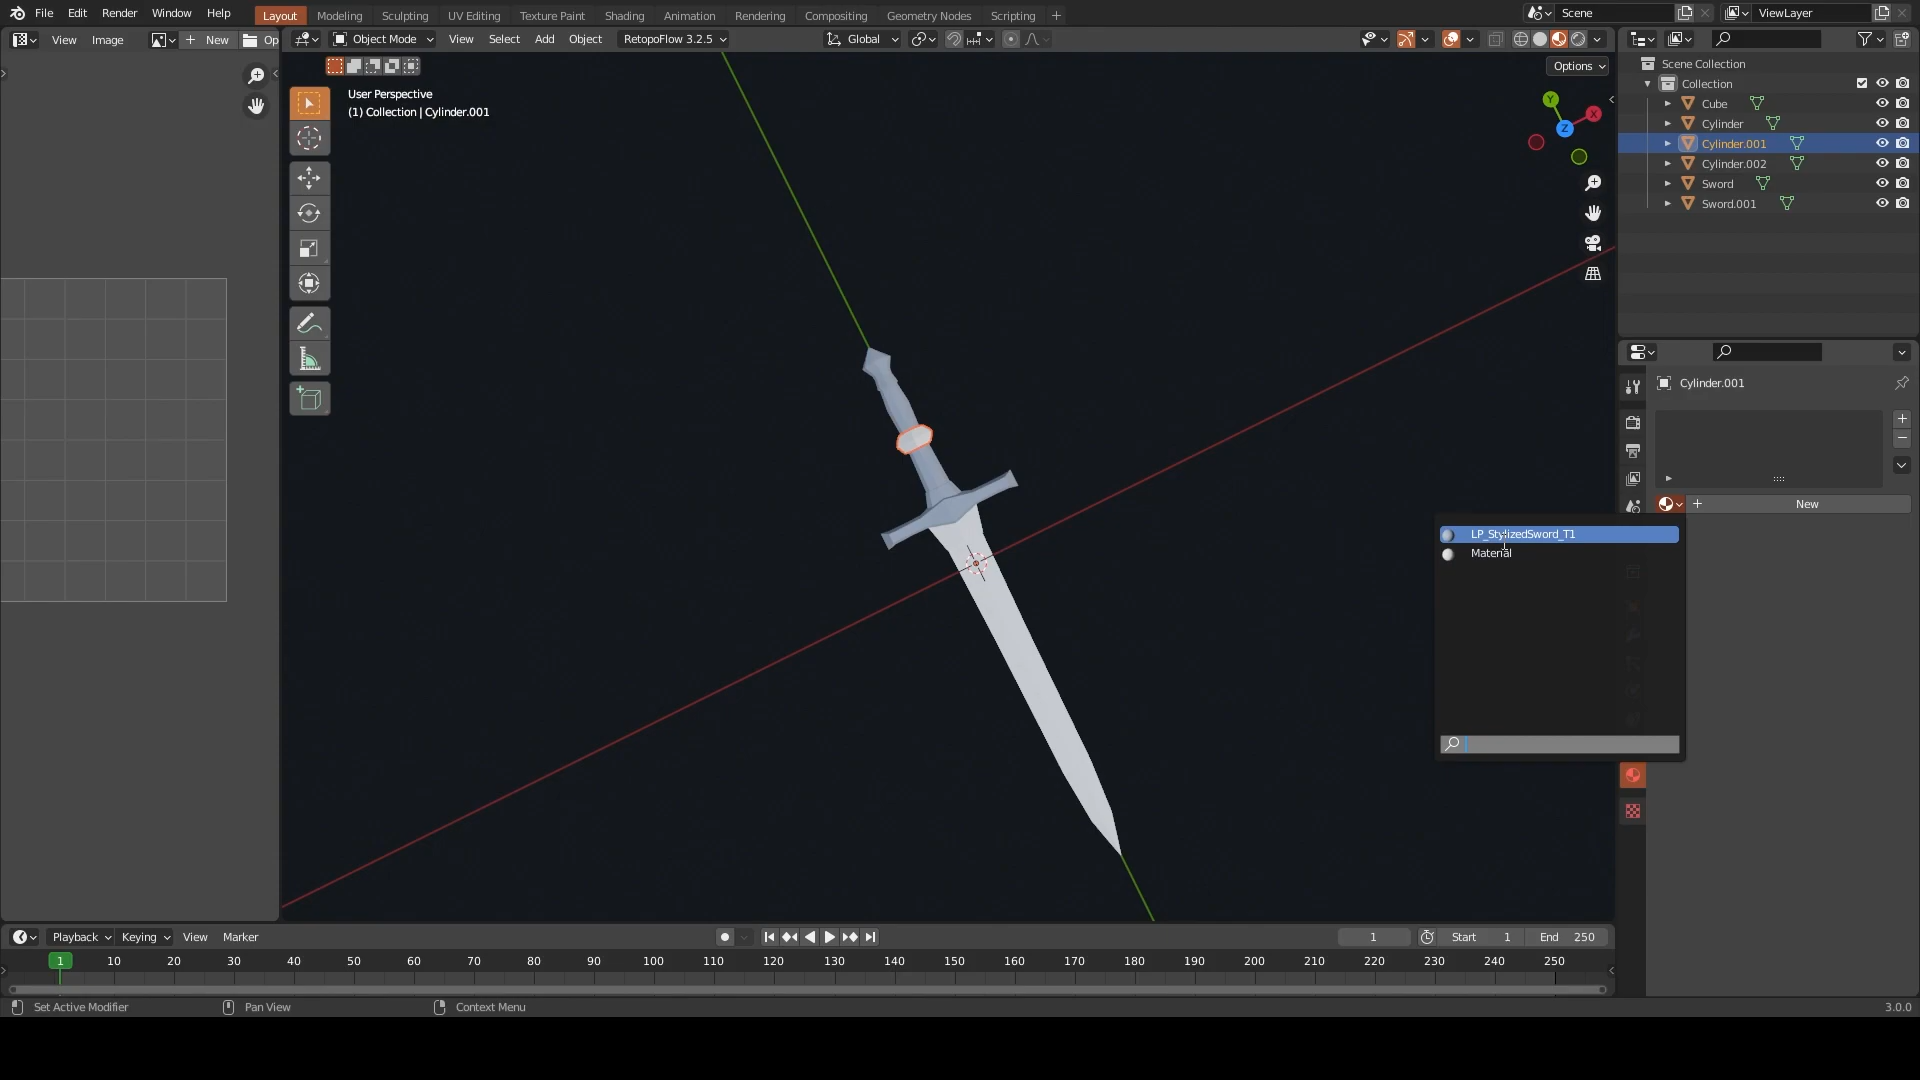 File Edit Render Window Help Layout Modeling Sculpting UV Editing Texture Paint Shading Animation Rendering Compositing Geometry Nodes Scripting + Scene ViewLayer
View Image + New Op Object Mode View Select Add Object RetopoFlow 3.2.5 Global
Options
User Perspective
(1) Collection | Cylinder.001
Y
X
Z
Scene Collection
Collection
Cube
Cylinder
Cylinder.001
Cylinder.002
Sword
Sword.001
Cylinder.001
+ New
LP_StylizedSword_T1
Material
Playback Keying View Marker 1 Start 1 End 250
1 10 20 30 40 50 60 70 80 90 100 110 120 130 140 150 160 170 180 190 200 210 220 230 240 250
Set Active Modifier Pan View Context Menu 3.0.0